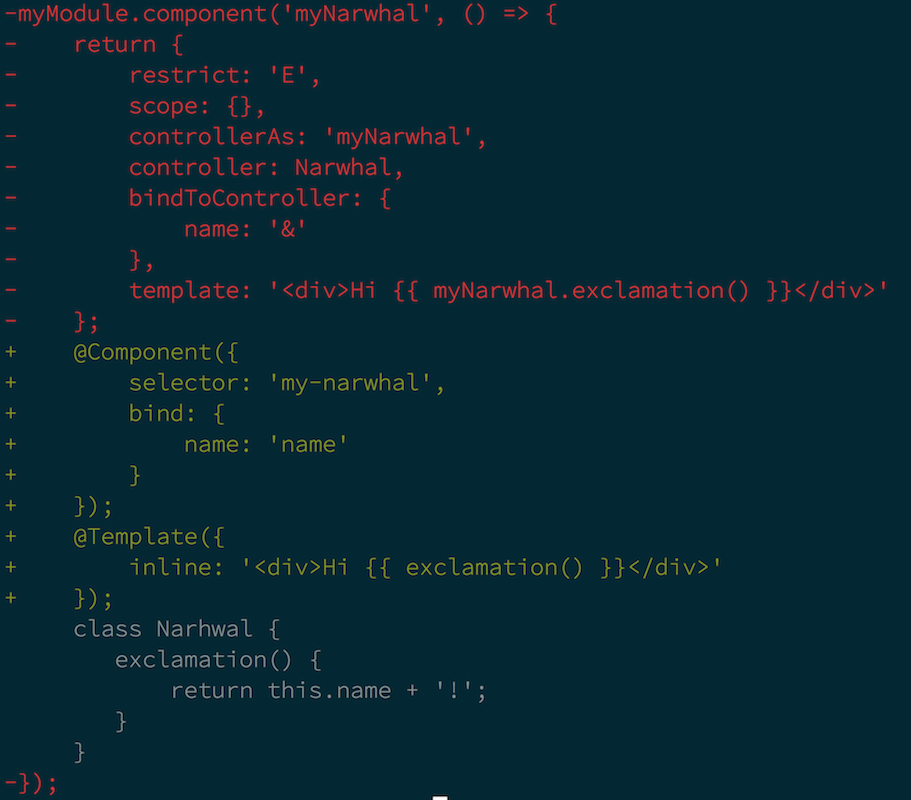 -myModule.component('myNarwhal', () => {
-    return {
-        restrict: 'E',
-        scope: {},
-        controllerAs: 'myNarwhal',
-        controller: Narwhal,
-        bindToController: {
-            name: '&'
-        },
-        template: '<div>Hi {{ myNarwhal.exclamation() }}</div>'
-    };
+    @Component({
+        selector: 'my-narwhal',
+        bind: {
+            name: 'name'
+        }
+    });
+    @Template({
+        inline: '<div>Hi {{ exclamation() }}</div>'
+    });
     class Narhwal {
        exclamation() {
            return this.name + '!';
        }
     }
-});